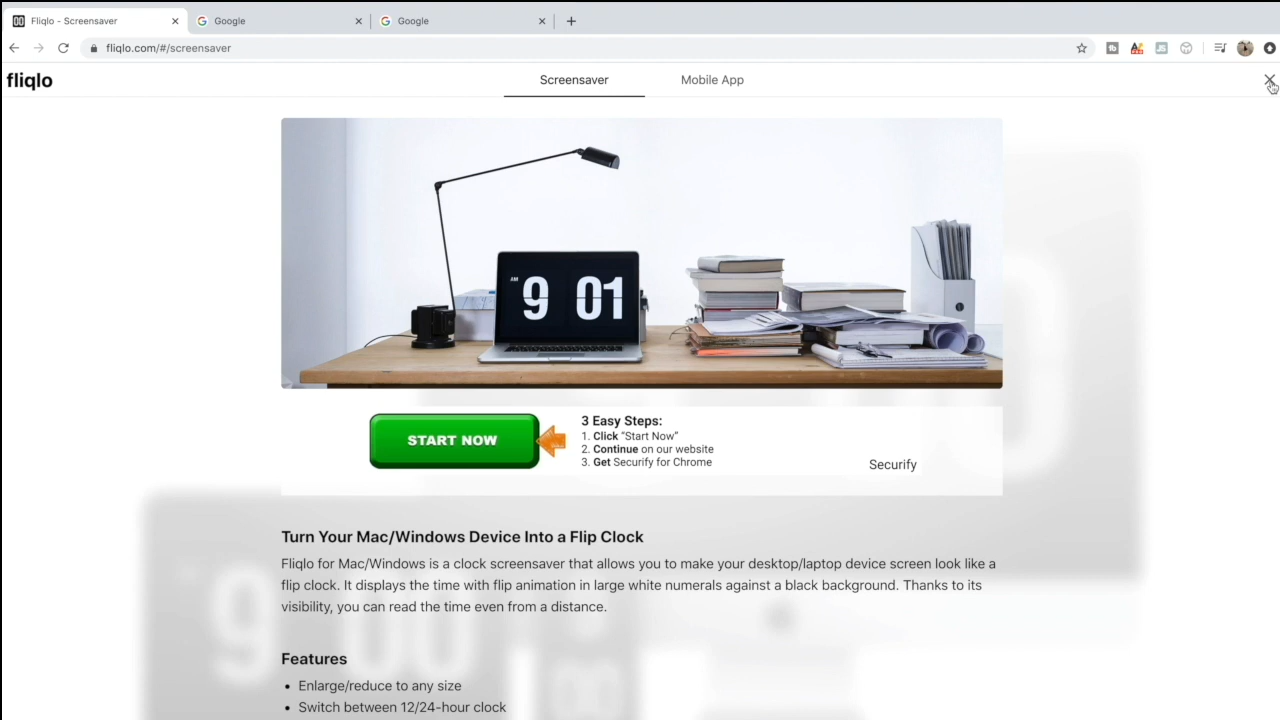 Fliqlo - Screensaver
Google
Google
fliqlo.com/#/screensaver
fliqlo
Screensaver
Mobile App
AM
9 01
START NOW
3 Easy Steps:
1. Click “Start Now”
2. Continue on our website
3. Get Securify for Chrome
Securify
Turn Your Mac/Windows Device Into a Flip Clock
Fliqlo for Mac/Windows is a clock screensaver that allows you to make your desktop/laptop device screen look like a
flip clock. It displays the time with flip animation in large white numerals against a black background. Thanks to its
visibility, you can read the time even from a distance.
9 00
Features
• Enlarge/reduce to any size
• Switch between 12/24-hour clock